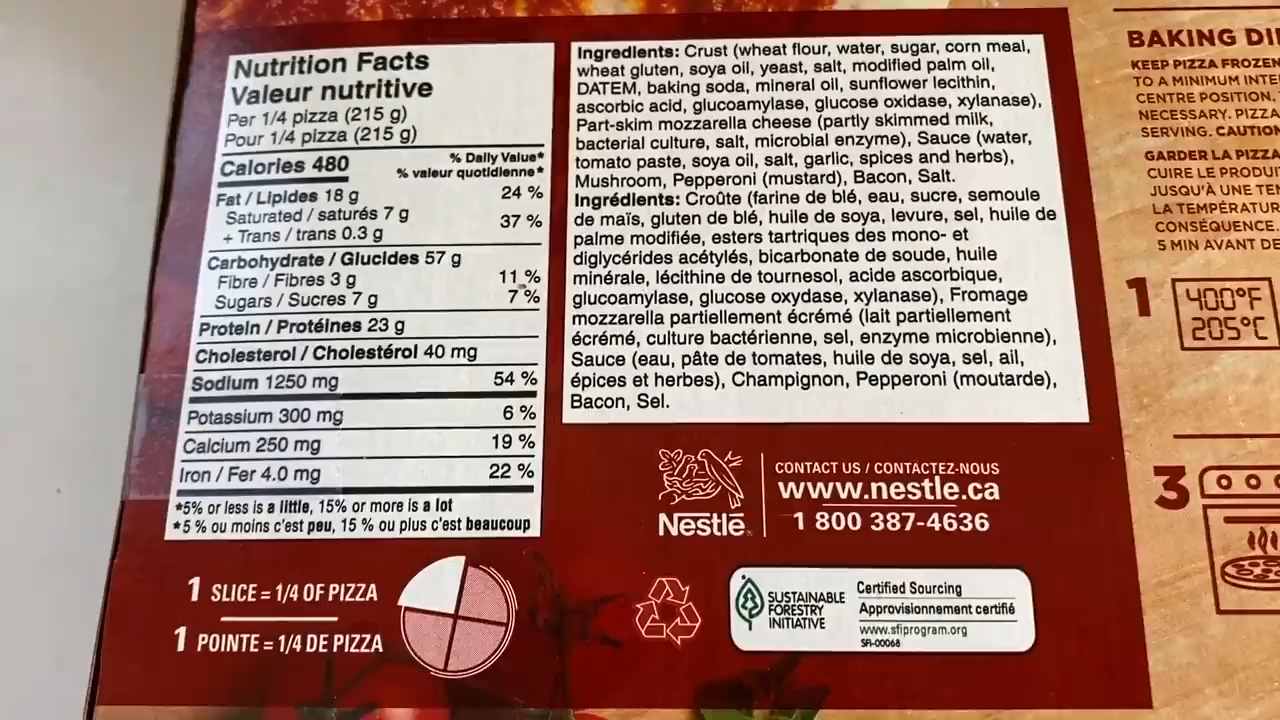 Nutrition Facts
Valeur nutritive
Per 1/4 pizza (215 g)
Pour 1/4 pizza (215 g)
Calories 480
% Daily Value*
% valeur quotidienne*
Fat / Lipides 18 g 24 %
Saturated / saturés 7 g
+ Trans / trans 0.3 g 37 %
Carbohydrate / Glucides 57 g
Fibre / Fibres 3 g 11 %
Sugars / Sucres 7 g 7 %
Protein / Protéines 23 g
Cholesterol / Cholestérol 40 mg
Sodium 1250 mg 54 %
Potassium 300 mg 6 %
Calcium 250 mg 19 %
Iron / Fer 4.0 mg 22 %
*5% or less is a little, 15% or more is a lot
*5 % ou moins c'est peu, 15 % ou plus c'est beaucoup
1 SLICE = 1/4 OF PIZZA
1 POINTE = 1/4 DE PIZZA
Ingredients: Crust (wheat flour, water, sugar, corn meal,
wheat gluten, soya oil, yeast, salt, modified palm oil,
DATEM, baking soda, mineral oil, sunflower lecithin,
ascorbic acid, glucoamylase, glucose oxidase, xylanase),
Part-skim mozzarella cheese (partly skimmed milk,
bacterial culture, salt, microbial enzyme), Sauce (water,
tomato paste, soya oil, salt, garlic, spices and herbs),
Mushroom, Pepperoni (mustard), Bacon, Salt.
Ingrédients: Croûte (farine de blé, eau, sucre, semoule
de maïs, gluten de blé, huile de soya, levure, sel, huile de
palme modifiée, esters tartriques des mono- et
diglycérides acétylés, bicarbonate de soude, huile
minérale, lécithine de tournesol, acide ascorbique,
glucoamylase, glucose oxydase, xylanase), Fromage
mozzarella partiellement écrémé (lait partiellement
écrémé, culture bactérienne, sel, enzyme microbienne),
Sauce (eau, pâte de tomates, huile de soya, sel, ail,
épices et herbes), Champignon, Pepperoni (moutarde),
Bacon, Sel.
Nestlé
CONTACT US / CONTACTEZ-NOUS
www.nestle.ca
1 800 387-4636
SUSTAINABLE
FORESTRY
INITIATIVE
Certified Sourcing
Approvisionnement certifié
www.sfiprogram.org
SFI-00068
BAKING
KEEP PIZZA FROZEN
TO A MINIMUM
CENTRE POSITION.
NECESSARY. PIZZA
SERVING. CAUTION
GARDER LA PIZZA
CUIRE LE
JUSQU'À UNE
LA
CONSÉQUENCE.
5 MIN AVANT DE
1
400°F
205°C
3